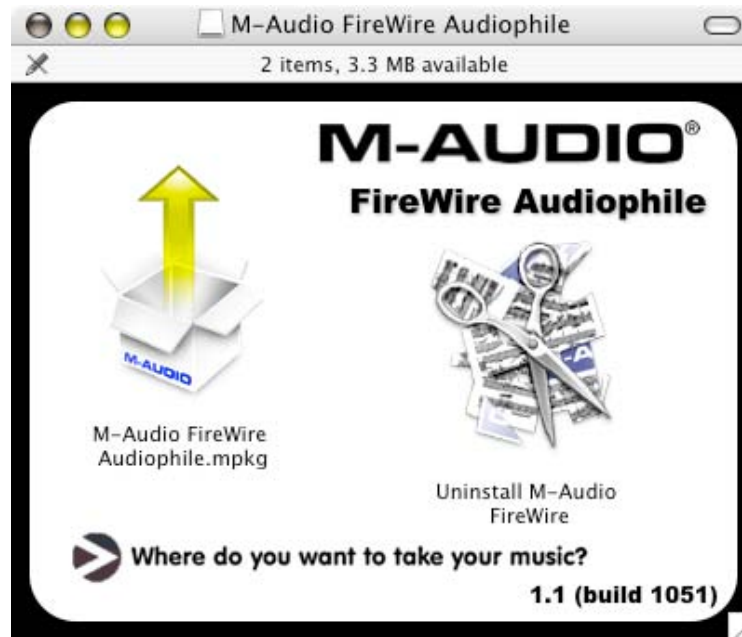 M-Audio FireWire Audiophile
2 items, 3.3 MB available
M-AUDIO®
FireWire Audiophile
M-AUDIO
M-Audio FireWire
Audiophile.mpkg
Uninstall M-Audio
FireWire
Where do you want to take your music?
1.1 (build 1051)